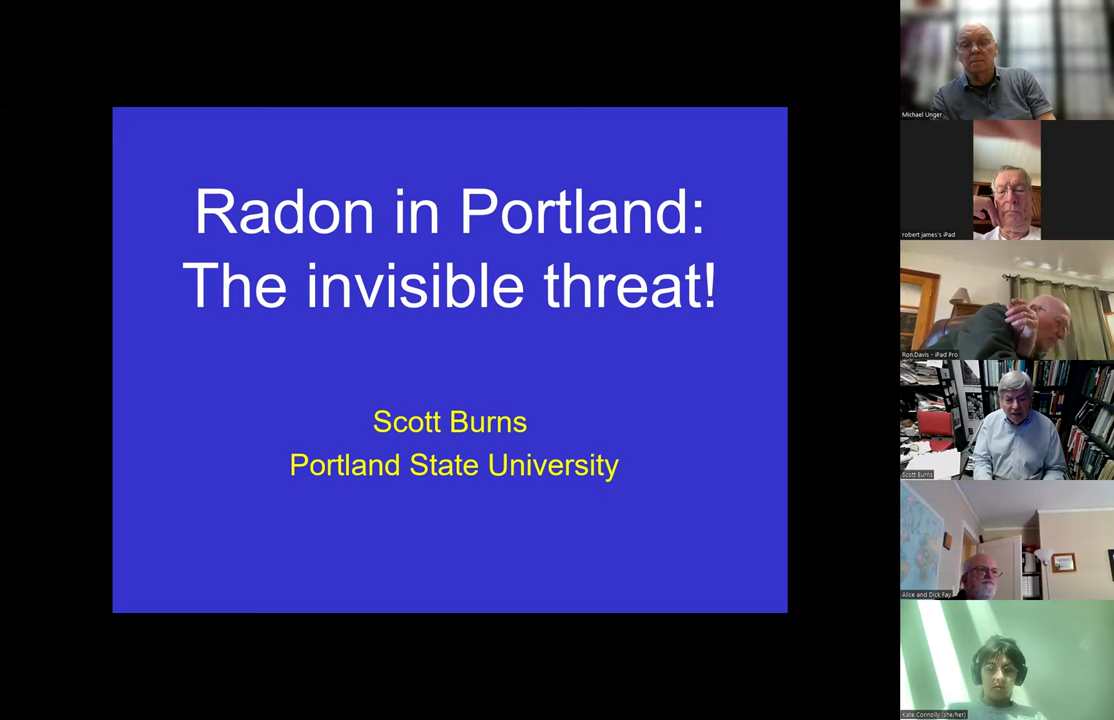 Radon in Portland:
The invisible threat!
Scott Burns
Portland State University
Michael Unger
robert james's iPad
Ron.Davis - iPad Pro
Scott Burns
Alice and Dick Fay
Kate Connolly (she/her)